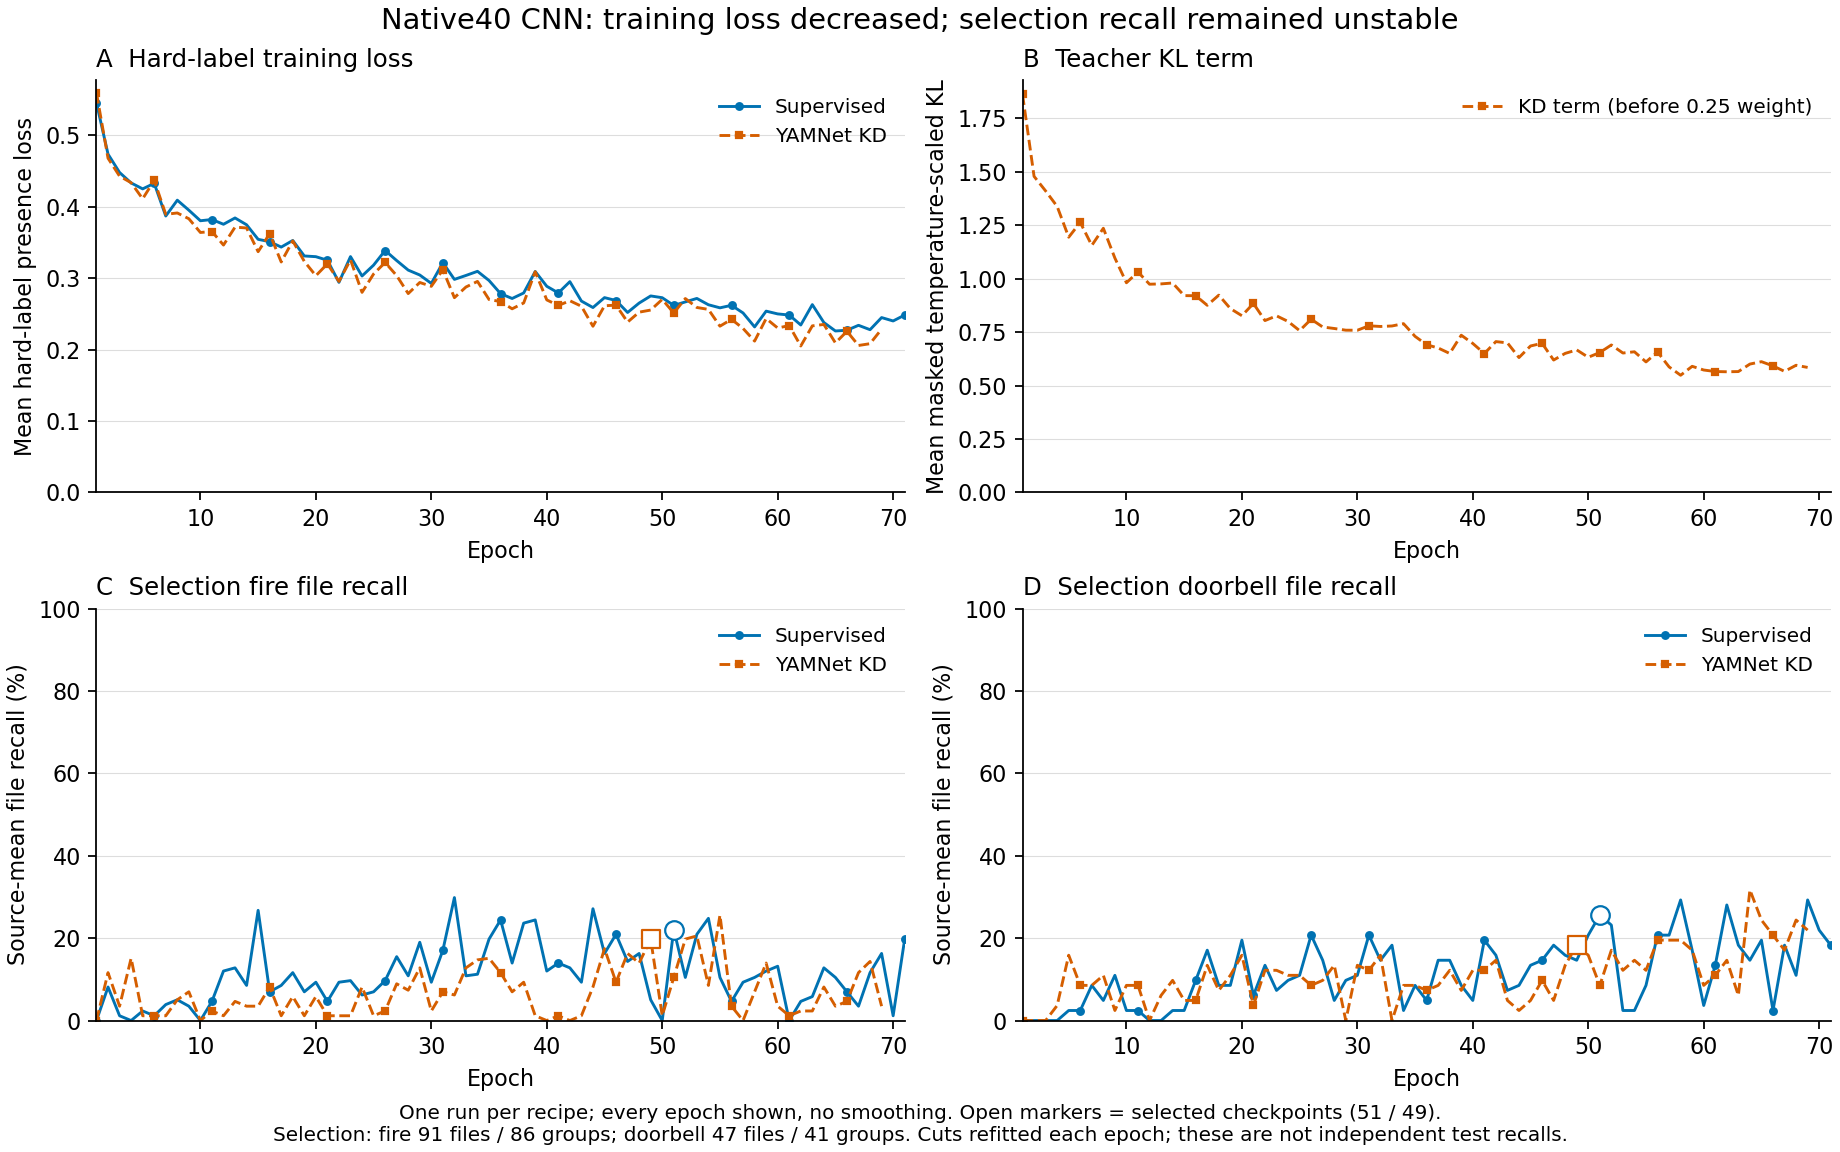 Native40 CNN: training loss decreased; selection recall remained unstable
A Hard-label training loss
Mean hard-label presence loss
0.5
0.4
0.3
0.2
0.1
0.0
Supervised
YAMNet KD
10 20 30 40 50 60 70
Epoch
B Teacher KL term
Mean masked temperature-scaled KL
1.75
1.50
1.25
1.00
0.75
0.50
0.25
0.00
KD term (before 0.25 weight)
10 20 30 40 50 60 70
Epoch
C Selection fire file recall
Source-mean file recall (%)
100
80
60
40
20
0
Supervised
YAMNet KD
10 20 30 40 50 60 70
Epoch
D Selection doorbell file recall
Source-mean file recall (%)
100
80
60
40
20
0
Supervised
YAMNet KD
10 20 30 40 50 60 70
Epoch
One run per recipe; every epoch shown, no smoothing. Open markers = selected checkpoints (51 / 49).
Selection: fire 91 files / 86 groups; doorbell 47 files / 41 groups. Cuts refitted each epoch; these are not independent test recalls.